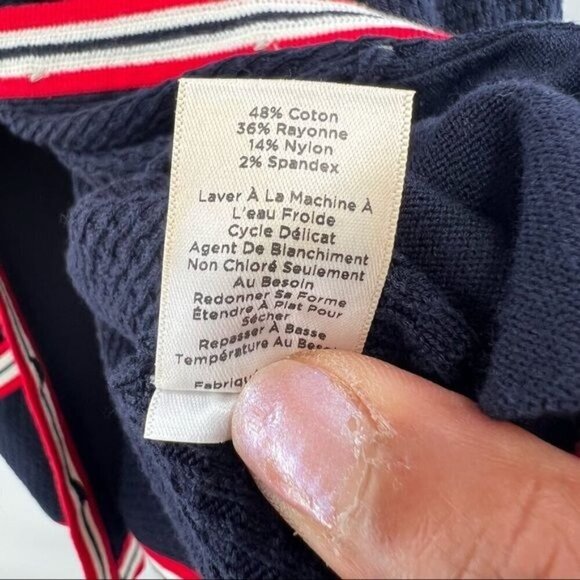 48% Coton
36% Rayonne
14% Nylon
2% Spandex
Laver À La Machine À
L'eau Froide
Cycle Délicat
Agent De Blanchiment
Non Chloré Seulement
Au Besoin
Redonner Sa Forme
Étendre À Plat Pour
Sécher
Repasser À Basse
Température Au Bes